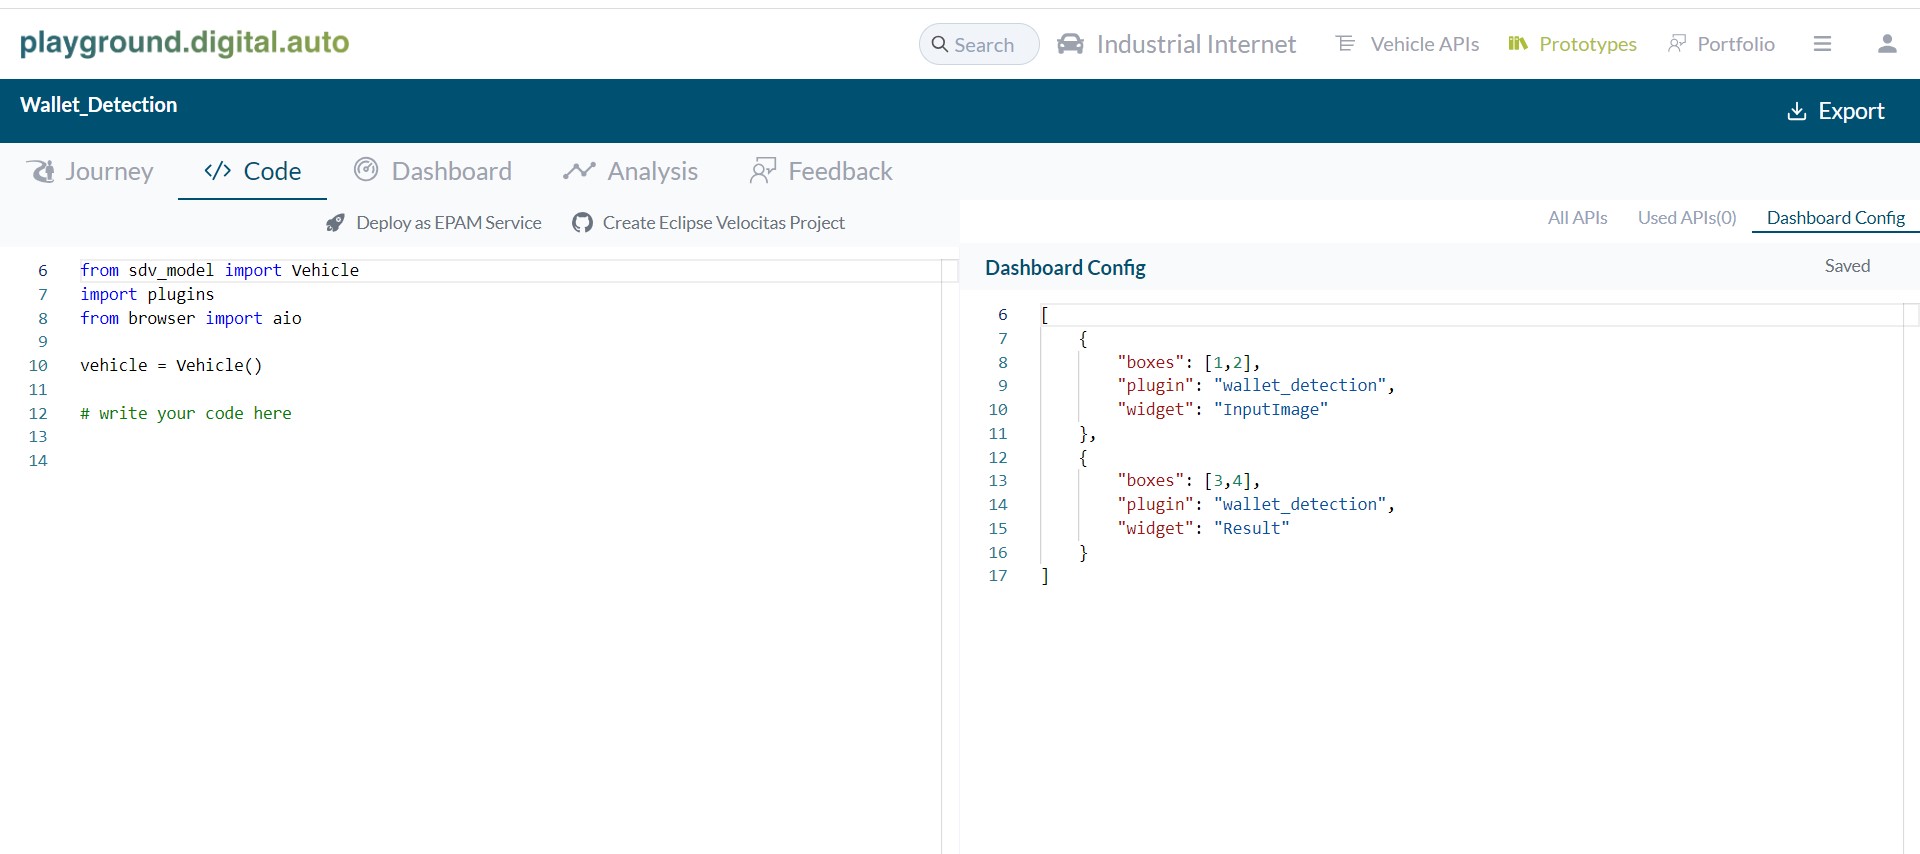 playground.digital.auto
Search
Industrial Internet
Vehicle APIs
Prototypes
Portfolio
Wallet_Detection
Export
Journey
</> Code
Dashboard
Analysis
Feedback
Deploy as EPAM Service
Create Eclipse Velocitas Project
All APIs
Used APIs(0)
Dashboard Config
6 from sdv_model import Vehicle
7 import plugins
8 from browser import aio
9
10 vehicle = Vehicle()
11
12 # write your code here
13
14
Dashboard Config
Saved
6 [
7 {
8 "boxes": [1,2],
9 "plugin": "wallet_detection",
10 "widget": "InputImage"
11 },
12 {
13 "boxes": [3,4],
14 "plugin": "wallet_detection",
15 "widget": "Result"
16 }
17 ]